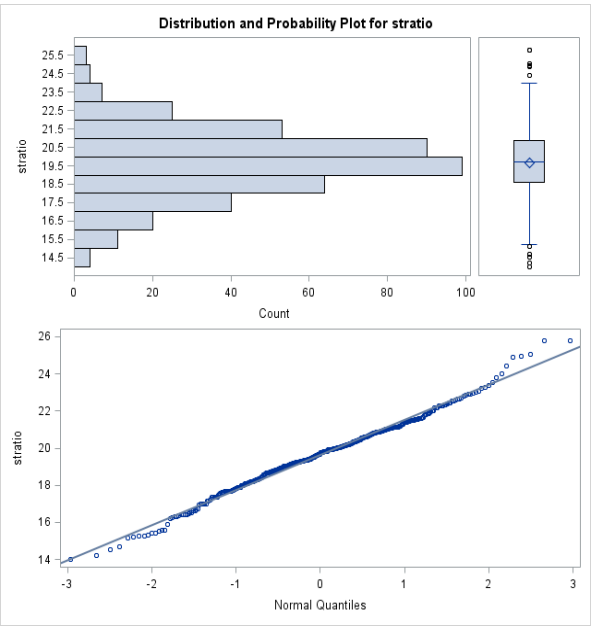 Distribution and Probability Plot for stratio
25.5
24.5
23.5
22.5
21.5
20.5
19.5
18.5
17.5
16.5
15.5
14.5
stratio
0 20 40 60 80 100
Count
26
24
22
20
18
16
14
stratio
-3 -2 -1 0 1 2 3
Normal Quantiles